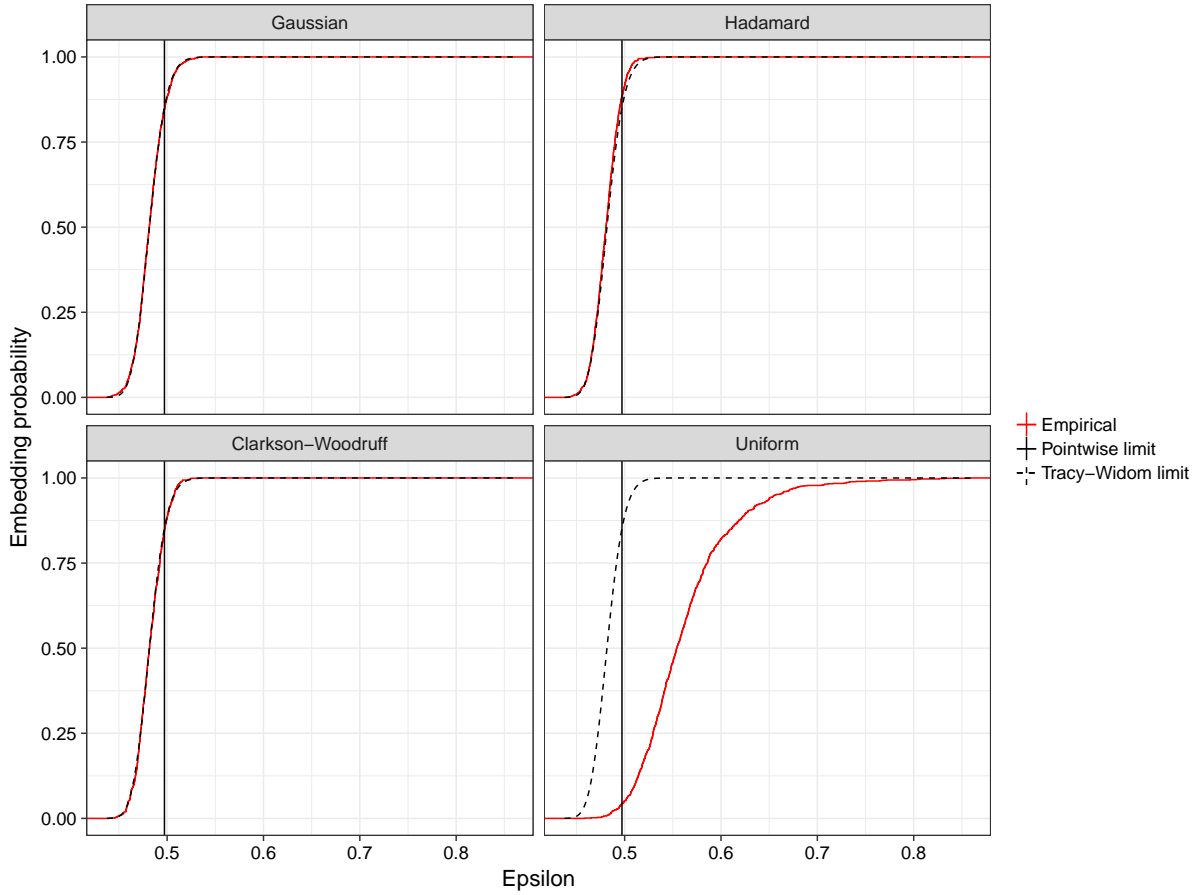 Gaussian
Hadamard
1.00
0.75
0.50
0.25
0.00
Clarkson−Woodruff
Uniform
1.00
0.75
0.50
0.25
0.00
0.5 0.6 0.7 0.8
0.5 0.6 0.7 0.8
Epsilon
Embedding probability
Empirical
Pointwise limit
Tracy−Widom limit